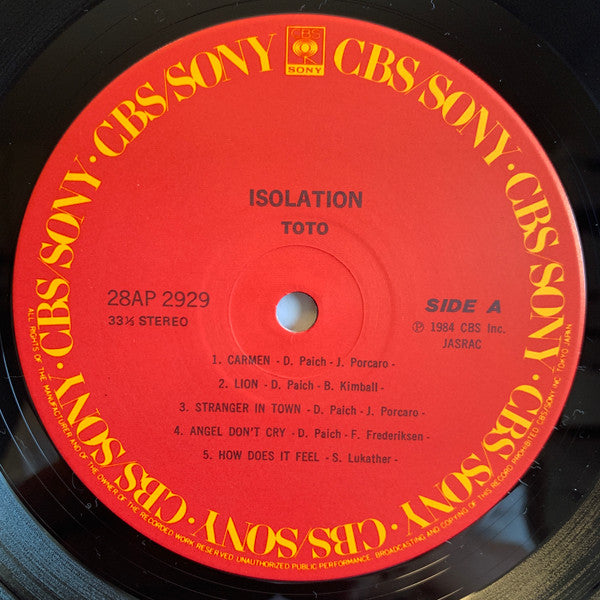 CBS/SONY · CBS/SONY · CBS/SONY · CBS/SONY · CBS/SONY · CBS/SONY · CBS/SONY · CBS/SONY
CBS
SONY
ISOLATION
TOTO
28AP 2929
33⅓ STEREO
SIDE A
Ⓟ 1984 CBS Inc.
JASRAC
1. CARMEN - D. Paich - J. Porcaro -
2. LION - D. Paich - B. Kimball -
3. STRANGER IN TOWN - D. Paich - J. Porcaro -
4. ANGEL DON'T CRY - D. Paich - F. Frederiksen -
5. HOW DOES IT FEEL - S. Lukather -
ALL RIGHTS OF THE MANUFACTURER AND OF THE OWNER OF THE RECORDED WORK RESERVED UNAUTHORIZED PUBLIC PERFORMANCE, BROADCASTING AND COPYING OF THIS RECORD PROHIBITED CBS/SONY INC. TOKYO JAPAN